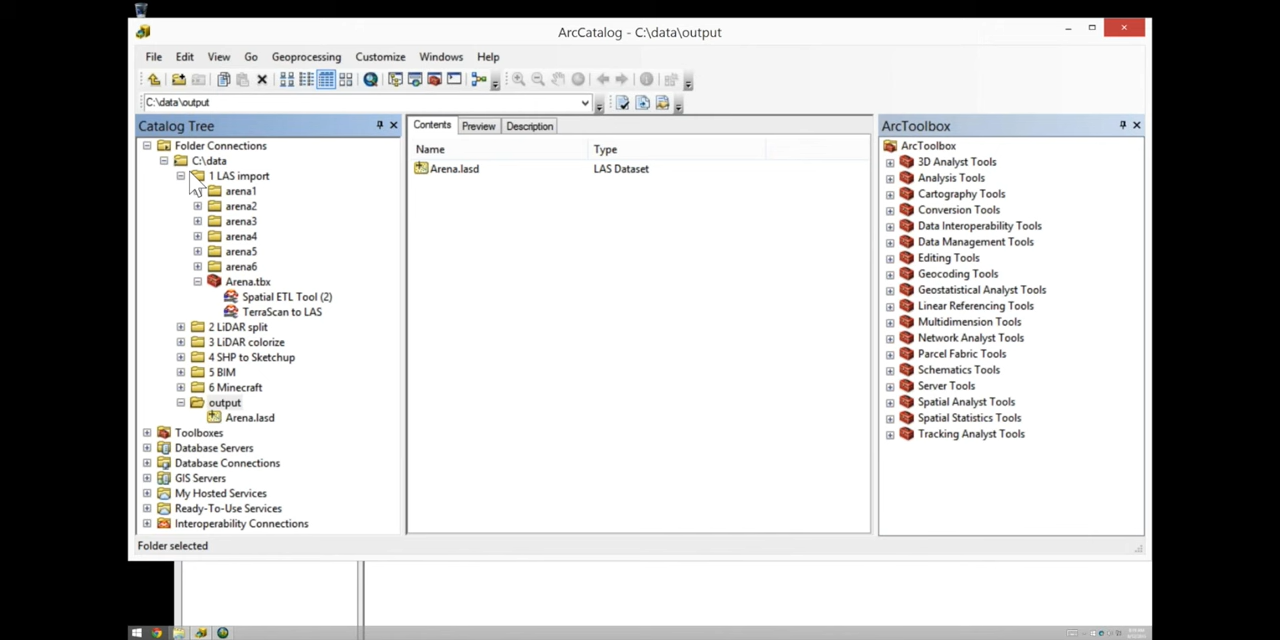 ArcCatalog - C:\data\output
File Edit View Go Geoprocessing Customize Windows Help
C:\data\output
Catalog Tree
Folder Connections
C:\data
1 LAS import
arena1
arena2
arena3
arena4
arena5
arena6
Arena.tbx
Spatial ETL Tool (2)
TerraScan to LAS
2 LiDAR split
3 LiDAR colorize
4 SHP to Sketchup
5 BIM
6 Minecraft
output
Arena.lasd
Toolboxes
Database Servers
Database Connections
GIS Servers
My Hosted Services
Ready-To-Use Services
Interoperability Connections
Contents Preview Description
Name Type
Arena.lasd LAS Dataset
ArcToolbox
ArcToolbox
3D Analyst Tools
Analysis Tools
Cartography Tools
Conversion Tools
Data Interoperability Tools
Data Management Tools
Editing Tools
Geocoding Tools
Geostatistical Analyst Tools
Linear Referencing Tools
Multidimension Tools
Network Analyst Tools
Parcel Fabric Tools
Schematics Tools
Server Tools
Spatial Analyst Tools
Spatial Statistics Tools
Tracking Analyst Tools
Folder selected